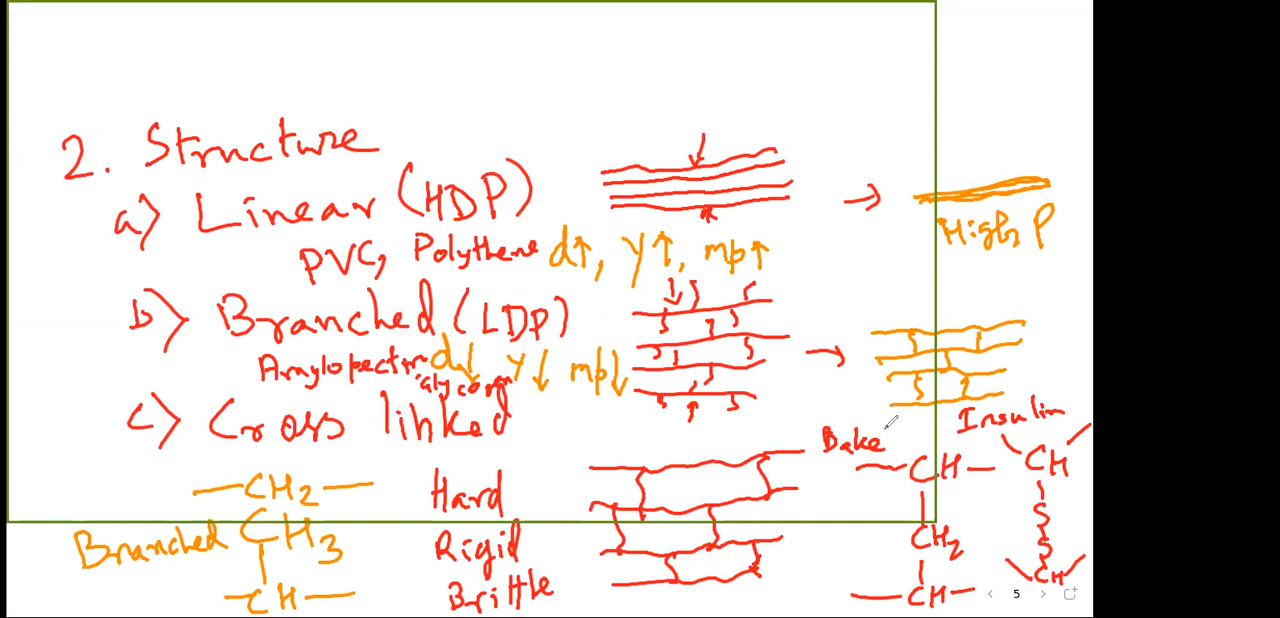 2. Structure
a) Linear (HDP)
High P
PVC, Polythene d↑, y↑, mp↑
b) Branched (LDP)
d↓ y↓ mp↓
c) Cross linked
Insulin
Bake
—CH— CH
—CH2— Hard
S
Branched CH3 Rigid CH2 S
CH
—CH— Brittle —CH—
5